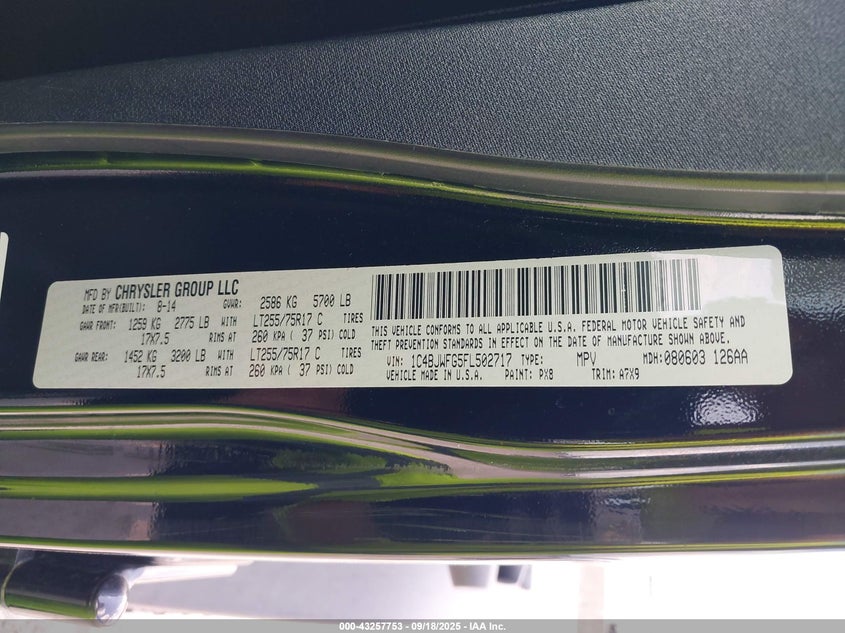 MFD BY CHRYSLER GROUP LLC
DATE OF MFR(BUILT): 8-14 GVWR: 2586 KG 5700 LB
GAWR FRONT: 1259 KG 2775 LB WITH LT255/75R17 C TIRES
17X7.5 RIMS AT 260 KPA ( 37 PSI) COLD
GAWR REAR: 1452 KG 3200 LB WITH LT255/75R17 C TIRES
17X7.5 RIMS AT 260 KPA ( 37 PSI) COLD
THIS VEHICLE CONFORMS TO ALL APPLICABLE U.S.A. FEDERAL MOTOR VEHICLE SAFETY AND
THEFT PREVENTION STANDARDS IN EFFECT ON THE DATE OF MANUFACTURE SHOWN ABOVE.
VIN: 1C4BJWFG5FL502717 TYPE: MPV MDH: 080603 126AA
VEHICLE MADE IN U.S.A. PAINT: PX8 TRIM: A7X9
000-43257753 - 09/18/2025 - IAA Inc.